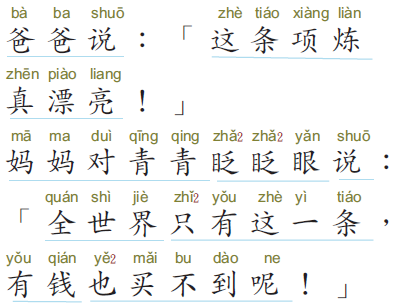 bà ba shuō zhè tiáo xiàng liàn
爸爸说：「这条项炼
zhēn piào liang
真漂亮！」
mā ma duì qīng qing zhǎ2 zhǎ2 yǎn shuō
妈妈对青青眨眨眼说：
quán shì jiè zhǐ2 yǒu zhè yì tiáo
「全世界只有这一条，
yǒu qián yě2 mǎi bu dào ne
有钱也买不到呢！」